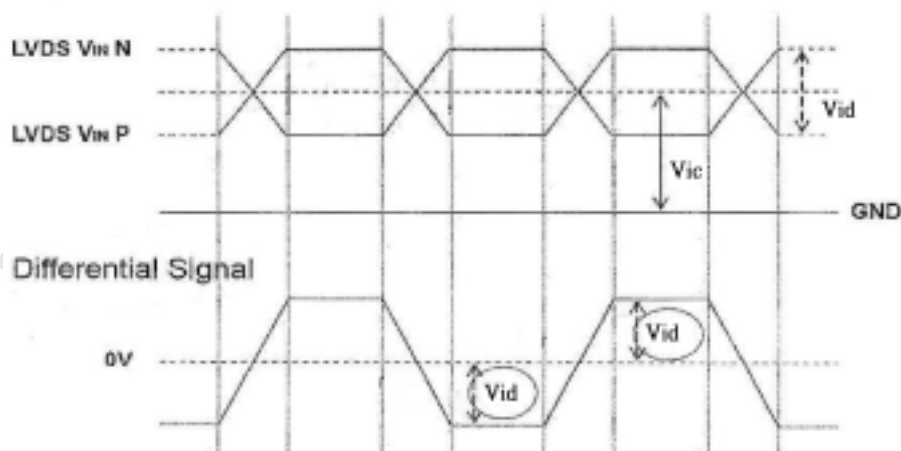 LVDS VIN N
Vid
LVDS VIN P
Vic
GND
Differential Signal
Vid
0V
Vid